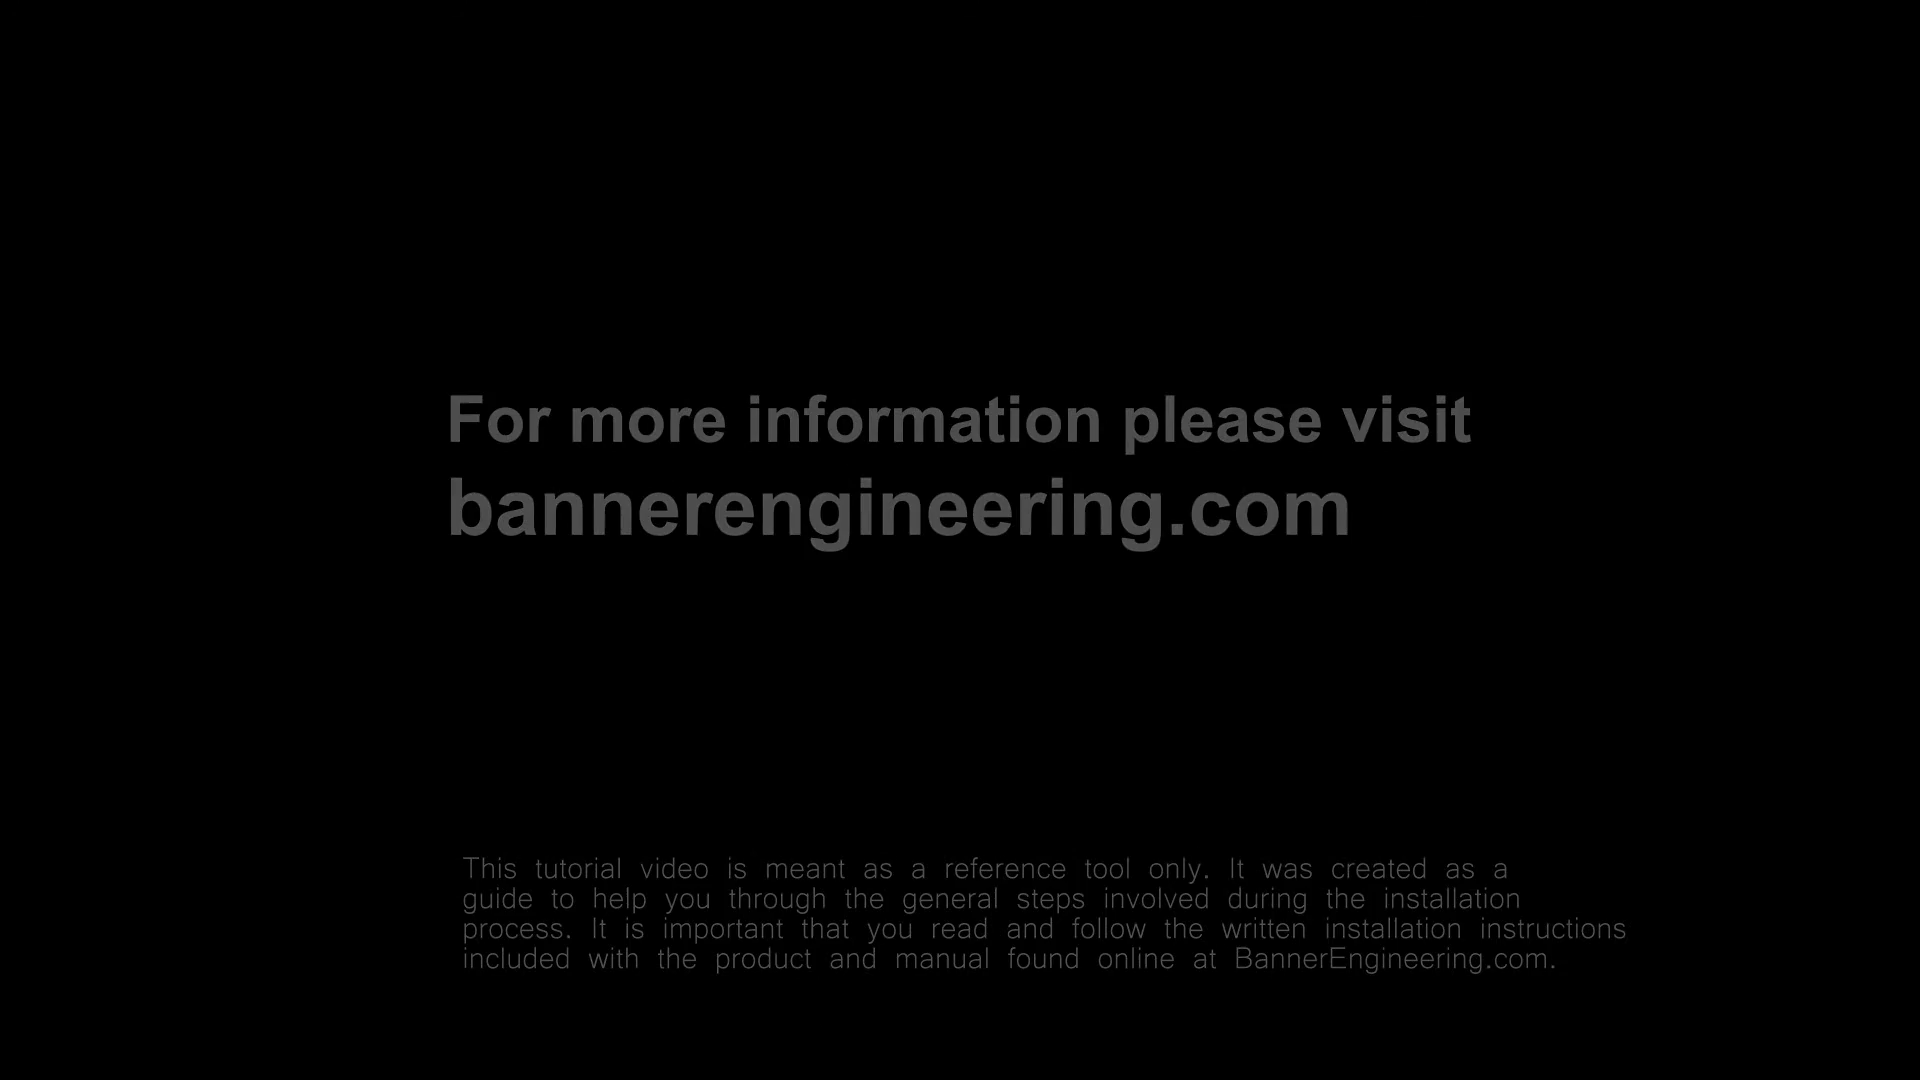 For more information please visit
bannerengineering.com
This tutorial video is meant as a reference tool only. It was created as a
guide to help you through the general steps involved during the installation
process. It is important that you read and follow the written installation instructions
included with the product and manual found online at BannerEngineering.com.